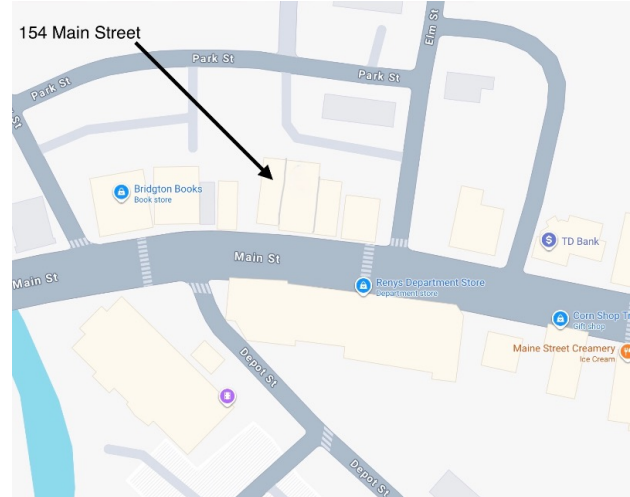 154 Main Street
Park St
Elm St
Park St
Park St
St
Bridgton Books
Book store
TD Bank
Main St
Main St
Renys Department Store
Department store
Corn Shop Tr
Gift shop
Maine Street Creamery
Ice Cream
Depot St
Depot St